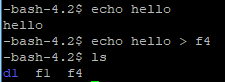 -bash-4.2$ echo hello
hello
-bash-4.2$ echo hello > f4
-bash-4.2$ ls
d1 f1 f4